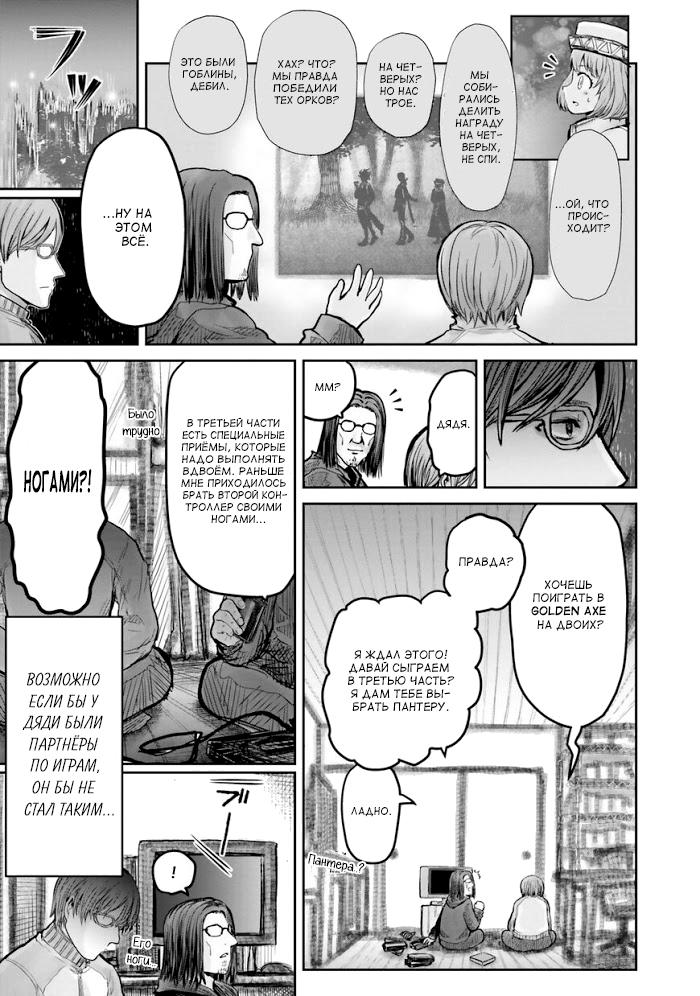 ...ОЙ, ЧТО
ПРОИС-
ХОДИТ?
МЫ
СОБИ-
РАЛИСЬ
ДЕЛИТЬ
НАГРАДУ
НА ЧЕТ-
ВЕРЫХ,
НЕ СПИ.
НА ЧЕТ-
ВЕРЫХ?
НО НАС
ТРОЕ.
ХАХ? ЧТО?
МЫ ПРАВДА
ПОБЕДИЛИ
ТЕХ ОРКОВ?
ЭТО БЫЛИ
ГОБЛИНЫ,
ДЕБИЛ.
...НУ НА
ЭТОМ
ВСЁ.
ДЯДЯ.
ММ?
ХОЧЕШЬ
ПОИГРАТЬ В
GOLDEN AXE
НА ДВОИХ?
ПРАВДА?
Я ЖДАЛ ЭТОГО!
ДАВАЙ СЫГРАЕМ
В ТРЕТЬЮ ЧАСТЬ?
Я ДАМ ТЕБЕ ВЫ-
БРАТЬ ПАНТЕРУ.
ЛАДНО.
Пантера..?
В ТРЕТЬЕЙ ЧАСТИ
ЕСТЬ СПЕЦИАЛЬНЫЕ
ПРИЁМЫ, КОТОРЫЕ
НАДО ВЫПОЛНЯТЬ
ВДВОЁМ. РАНЬШЕ
МНЕ ПРИХОДИЛОСЬ
БРАТЬ ВТОРОЙ КОН-
ТРОЛЛЕР СВОИМИ
НОГАМИ...
Было
трудно.
НОГАМИ?!
ВОЗМОЖНО
ЕСЛИ БЫ У
ДЯДИ БЫЛИ
ПАРТНЁРЫ
ПО ИГРАМ,
ОН БЫ НЕ
СТАЛ ТАКИМ...
!
Его
ноги...